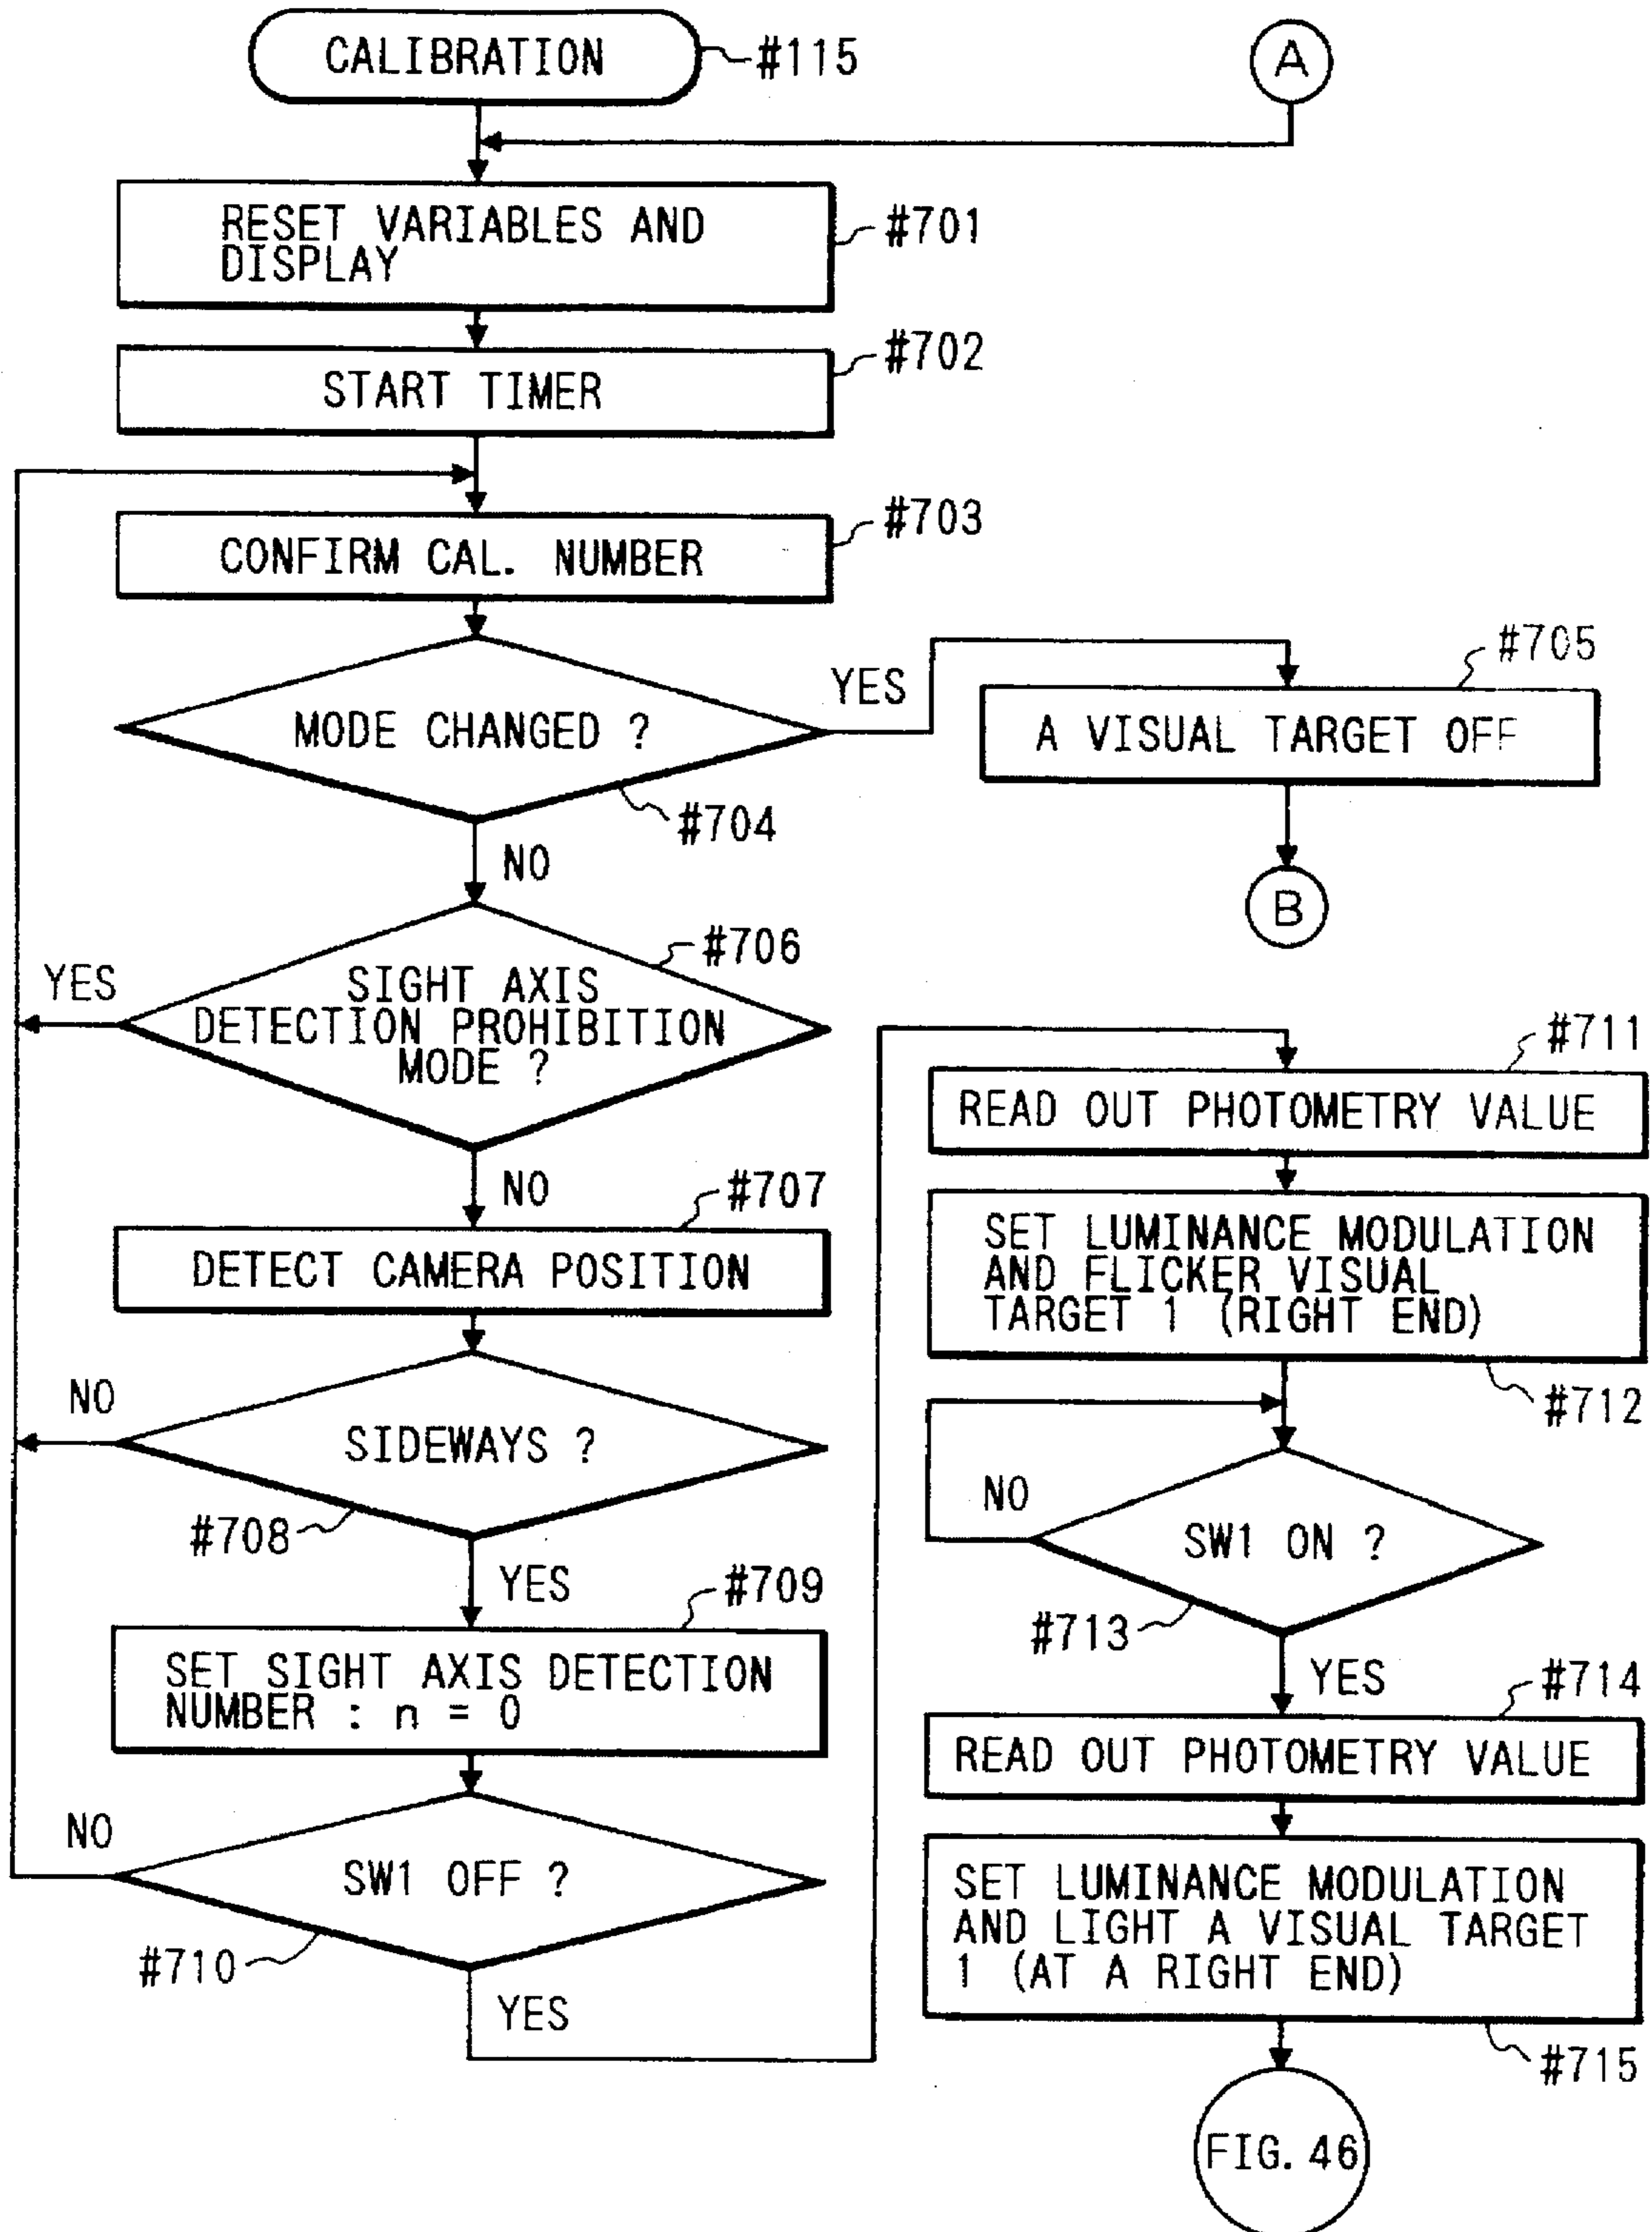 CALIBRATION
#115
A
RESET VARIABLES AND
DISPLAY
#701
START TIMER
#702
CONFIRM CAL. NUMBER
#703
MODE CHANGED ?
#704
YES
NO
A VISUAL TARGET OFF
#705
B
SIGHT AXIS
DETECTION PROHIBITION
MODE ?
#706
YES
NO
DETECT CAMERA POSITION
#707
SIDEWAYS ?
#708
NO
YES
SET SIGHT AXIS DETECTION
NUMBER : n = 0
#709
SW1 OFF ?
#710
NO
YES
READ OUT PHOTOMETRY VALUE
#711
SET LUMINANCE MODULATION
AND FLICKER VISUAL
TARGET 1 (RIGHT END)
#712
SW1 ON ?
#713
NO
YES
READ OUT PHOTOMETRY VALUE
#714
SET LUMINANCE MODULATION
AND LIGHT A VISUAL TARGET
1 (AT A RIGHT END)
#715
FIG. 46